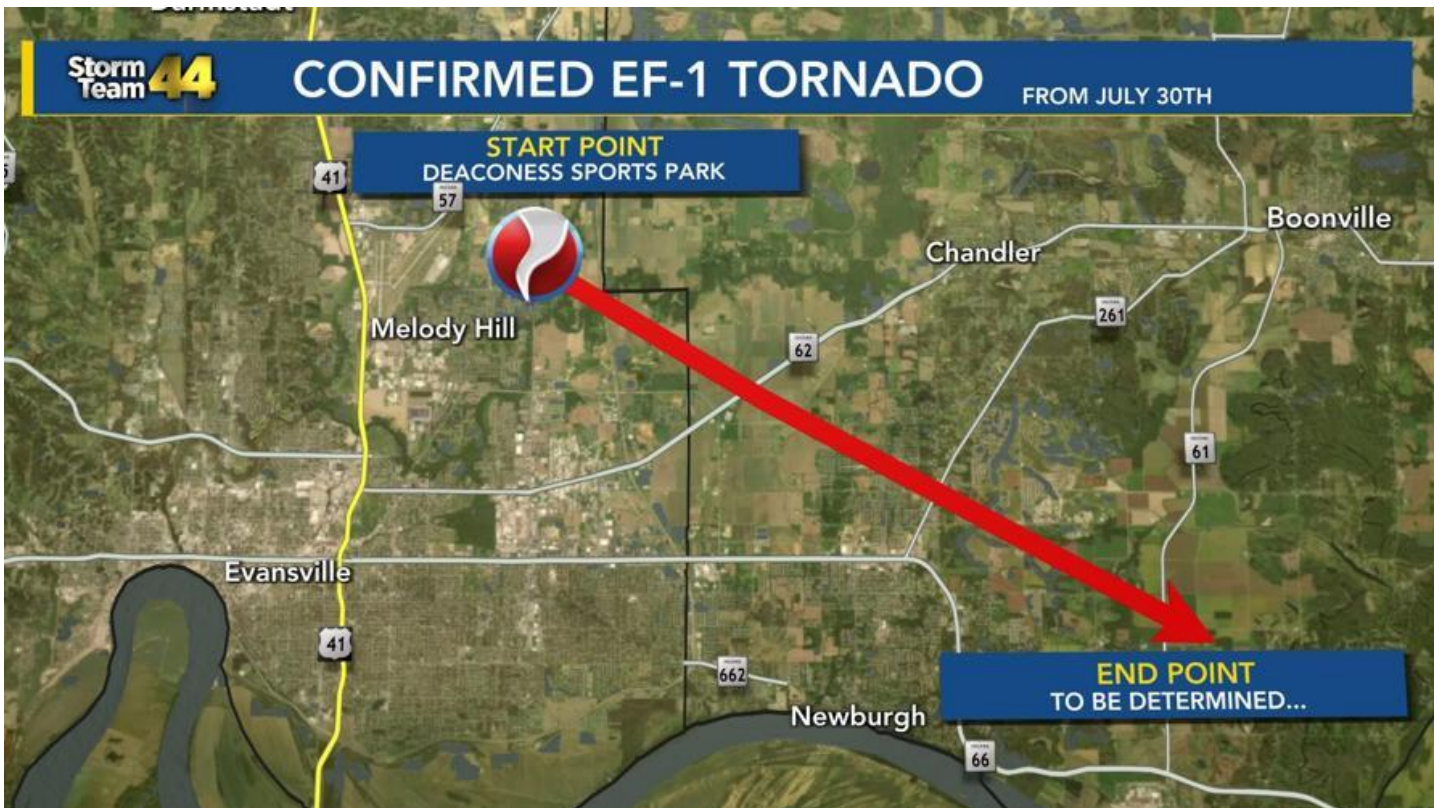 Storm
Team 44
CONFIRMED EF-1 TORNADO
FROM JULY 30TH
START POINT
DEACONESS SPORTS PARK
41
57
Boonville
Chandler
261
Melody Hill
62
61
Evansville
41
662
END POINT
TO BE DETERMINED...
Newburgh
66